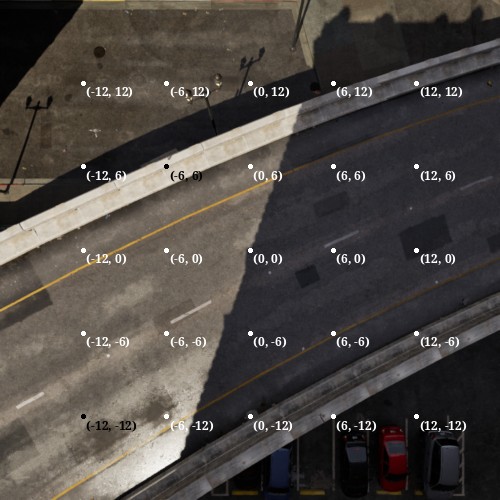 (-12, 12) (-6, 12) (0, 12) (6, 12) (12, 12)
(-12, 6) (-6, 6) (0, 6) (6, 6) (12, 6)
(-12, 0) (-6, 0) (0, 0) (6, 0) (12, 0)
(-12, -6) (-6, -6) (0, -6) (6, -6) (12, -6)
(-12, -12) (-6, -12) (0, -12) (6, -12) (12, -12)